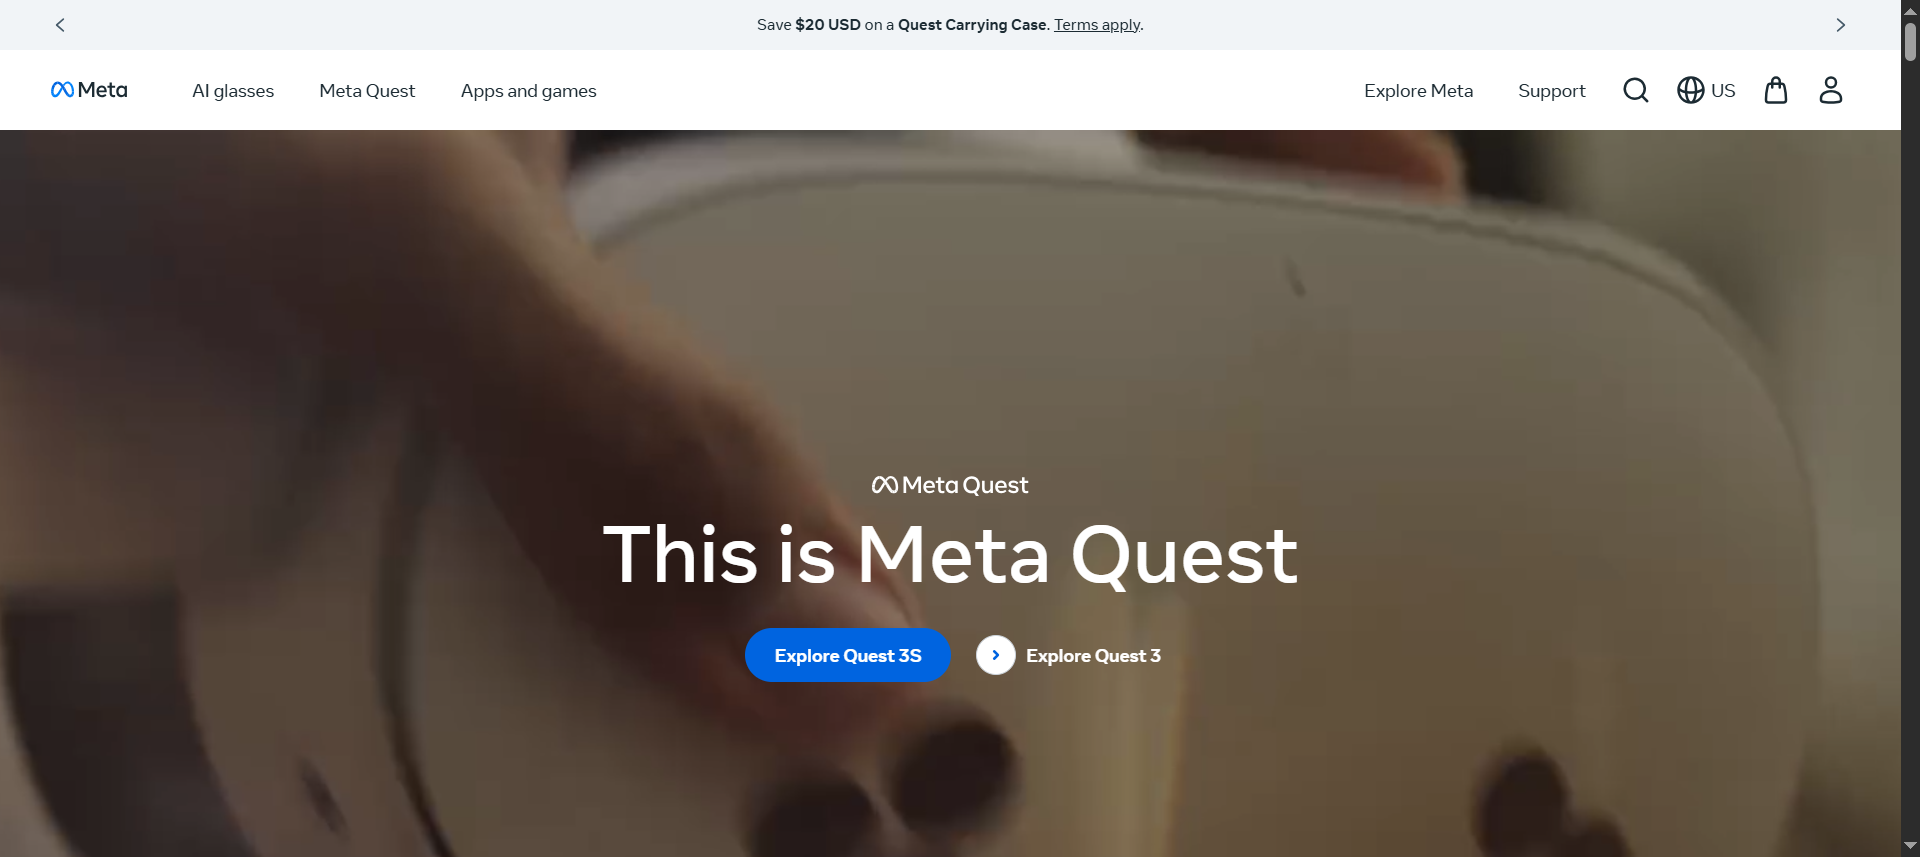 Save $20 USD on a Quest Carrying Case. Terms apply.
Meta AI glasses Meta Quest Apps and games Explore Meta Support US
Meta Quest
This is Meta Quest
Explore Quest 3S Explore Quest 3